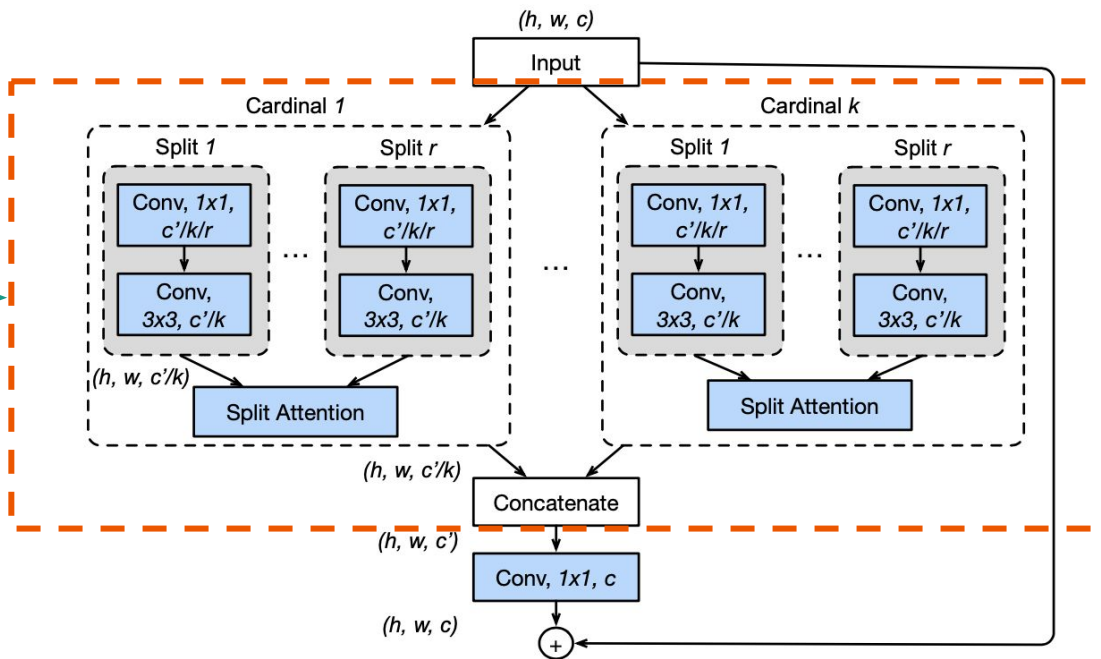 (h, w, c)
Input
Cardinal 1
Cardinal k
Split 1
Split r
Split 1
Split r
Conv, 1x1,
c’/k/r
Conv, 1x1,
c’/k/r
Conv, 1x1,
c’/k/r
Conv, 1x1,
c’/k/r
...
...
...
Conv,
3x3, c’/k
Conv,
3x3, c’/k
Conv,
3x3, c’/k
Conv,
3x3, c’/k
(h, w, c’/k)
Split Attention
Split Attention
(h, w, c’/k)
Concatenate
(h, w, c’)
Conv, 1x1, c
(h, w, c)
+